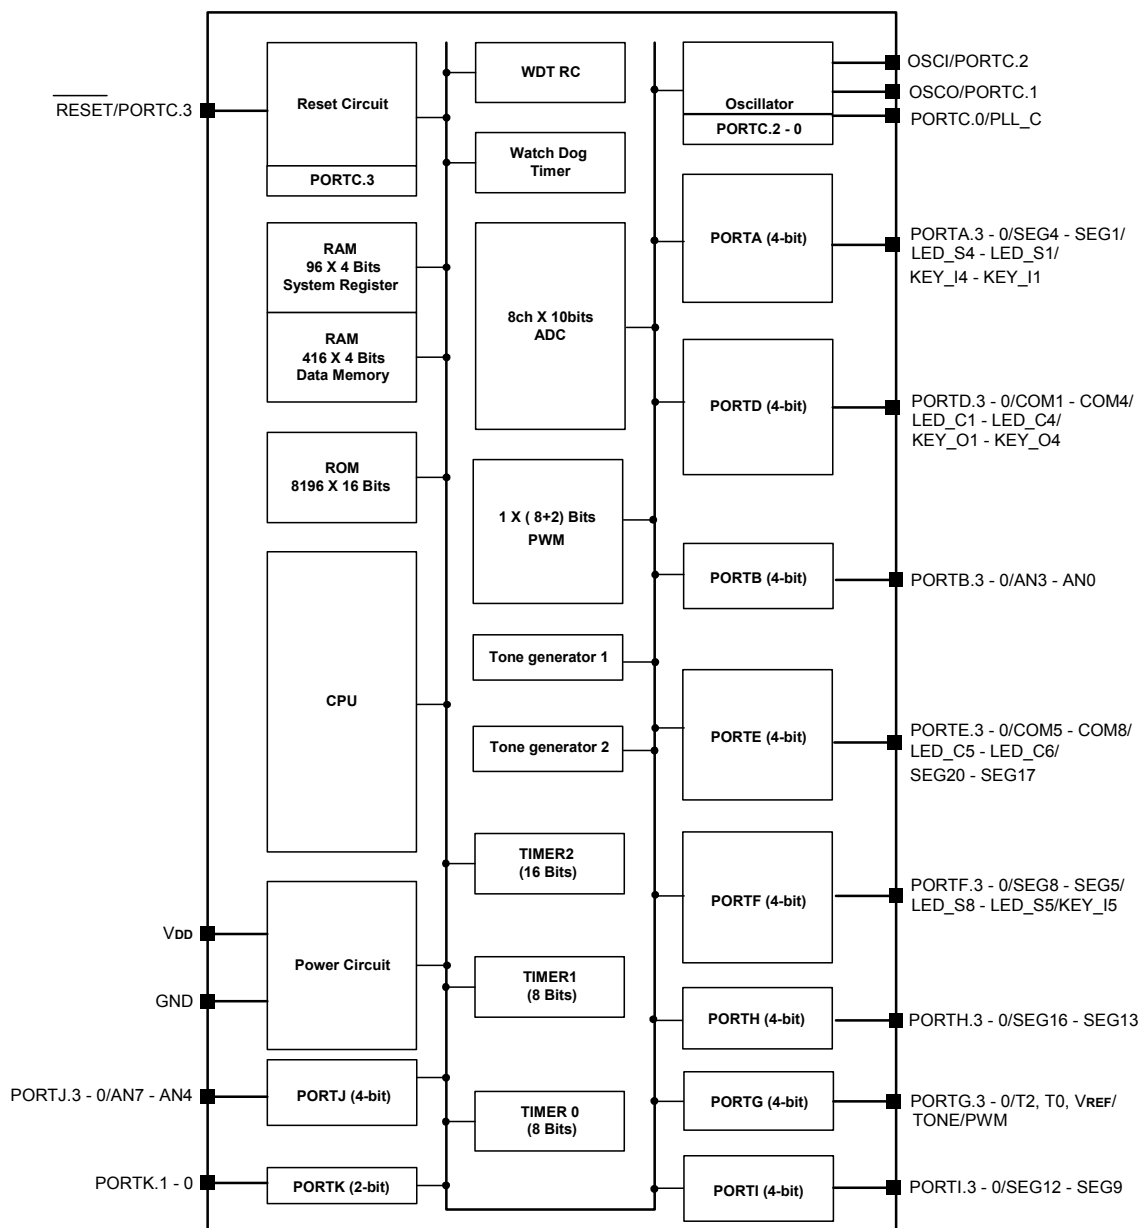 RESET/PORTC.3
VDD
GND
PORTJ.3 - 0/AN7 - AN4
PORTK.1 - 0
Reset Circuit
PORTC.3
RAM
96 X 4 Bits
System Register
RAM
416 X 4 Bits
Data Memory
ROM
8196 X 16 Bits
CPU
Power Circuit
PORTJ (4-bit)
PORTK (2-bit)
WDT RC
Watch Dog
Timer
8ch X 10bits
ADC
1 X ( 8+2) Bits
PWM
Tone generator 1
Tone generator 2
TIMER2
(16 Bits)
TIMER1
(8 Bits)
TIMER 0
(8 Bits)
Oscillator
PORTC.2 - 0
PORTA (4-bit)
PORTD (4-bit)
PORTB (4-bit)
PORTE (4-bit)
PORTF (4-bit)
PORTH (4-bit)
PORTG (4-bit)
PORTI (4-bit)
OSCI/PORTC.2
OSCO/PORTC.1
PORTC.0/PLL_C
PORTA.3 - 0/SEG4 - SEG1/
LED_S4 - LED_S1/
KEY_I4 - KEY_I1
PORTD.3 - 0/COM1 - COM4/
LED_C1 - LED_C4/
KEY_O1 - KEY_O4
PORTB.3 - 0/AN3 - AN0
PORTE.3 - 0/COM5 - COM8/
LED_C5 - LED_C6/
SEG20 - SEG17
PORTF.3 - 0/SEG8 - SEG5/
LED_S8 - LED_S5/KEY_I5
PORTH.3 - 0/SEG16 - SEG13
PORTG.3 - 0/T2, T0, VREF/
TONE/PWM
PORTI.3 - 0/SEG12 - SEG9